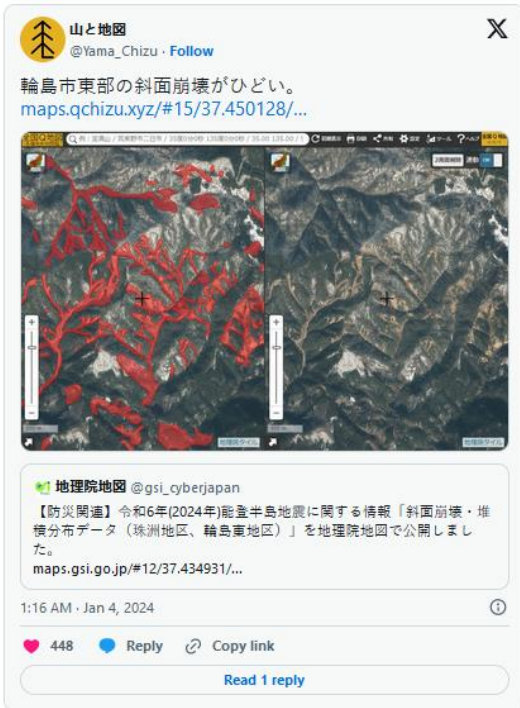 山と地図
@Yama_Chizu · Follow
輪島市東部の斜面崩壊がひどい。
maps.qchizu.xyz/#15/37.450128/...
地理院タイル
地理院タイル
地理院地図 @gsi_cyberjapan
【防災関連】令和6年(2024年)能登半島地震に関する情報「斜面崩壊・堆
積分布データ（珠洲地区、輪島東地区）」を地理院地図で公開しまし
た。
maps.gsi.go.jp/#12/37.434931/...
1:16 AM · Jan 4, 2024
448 Reply Copy link
Read 1 reply